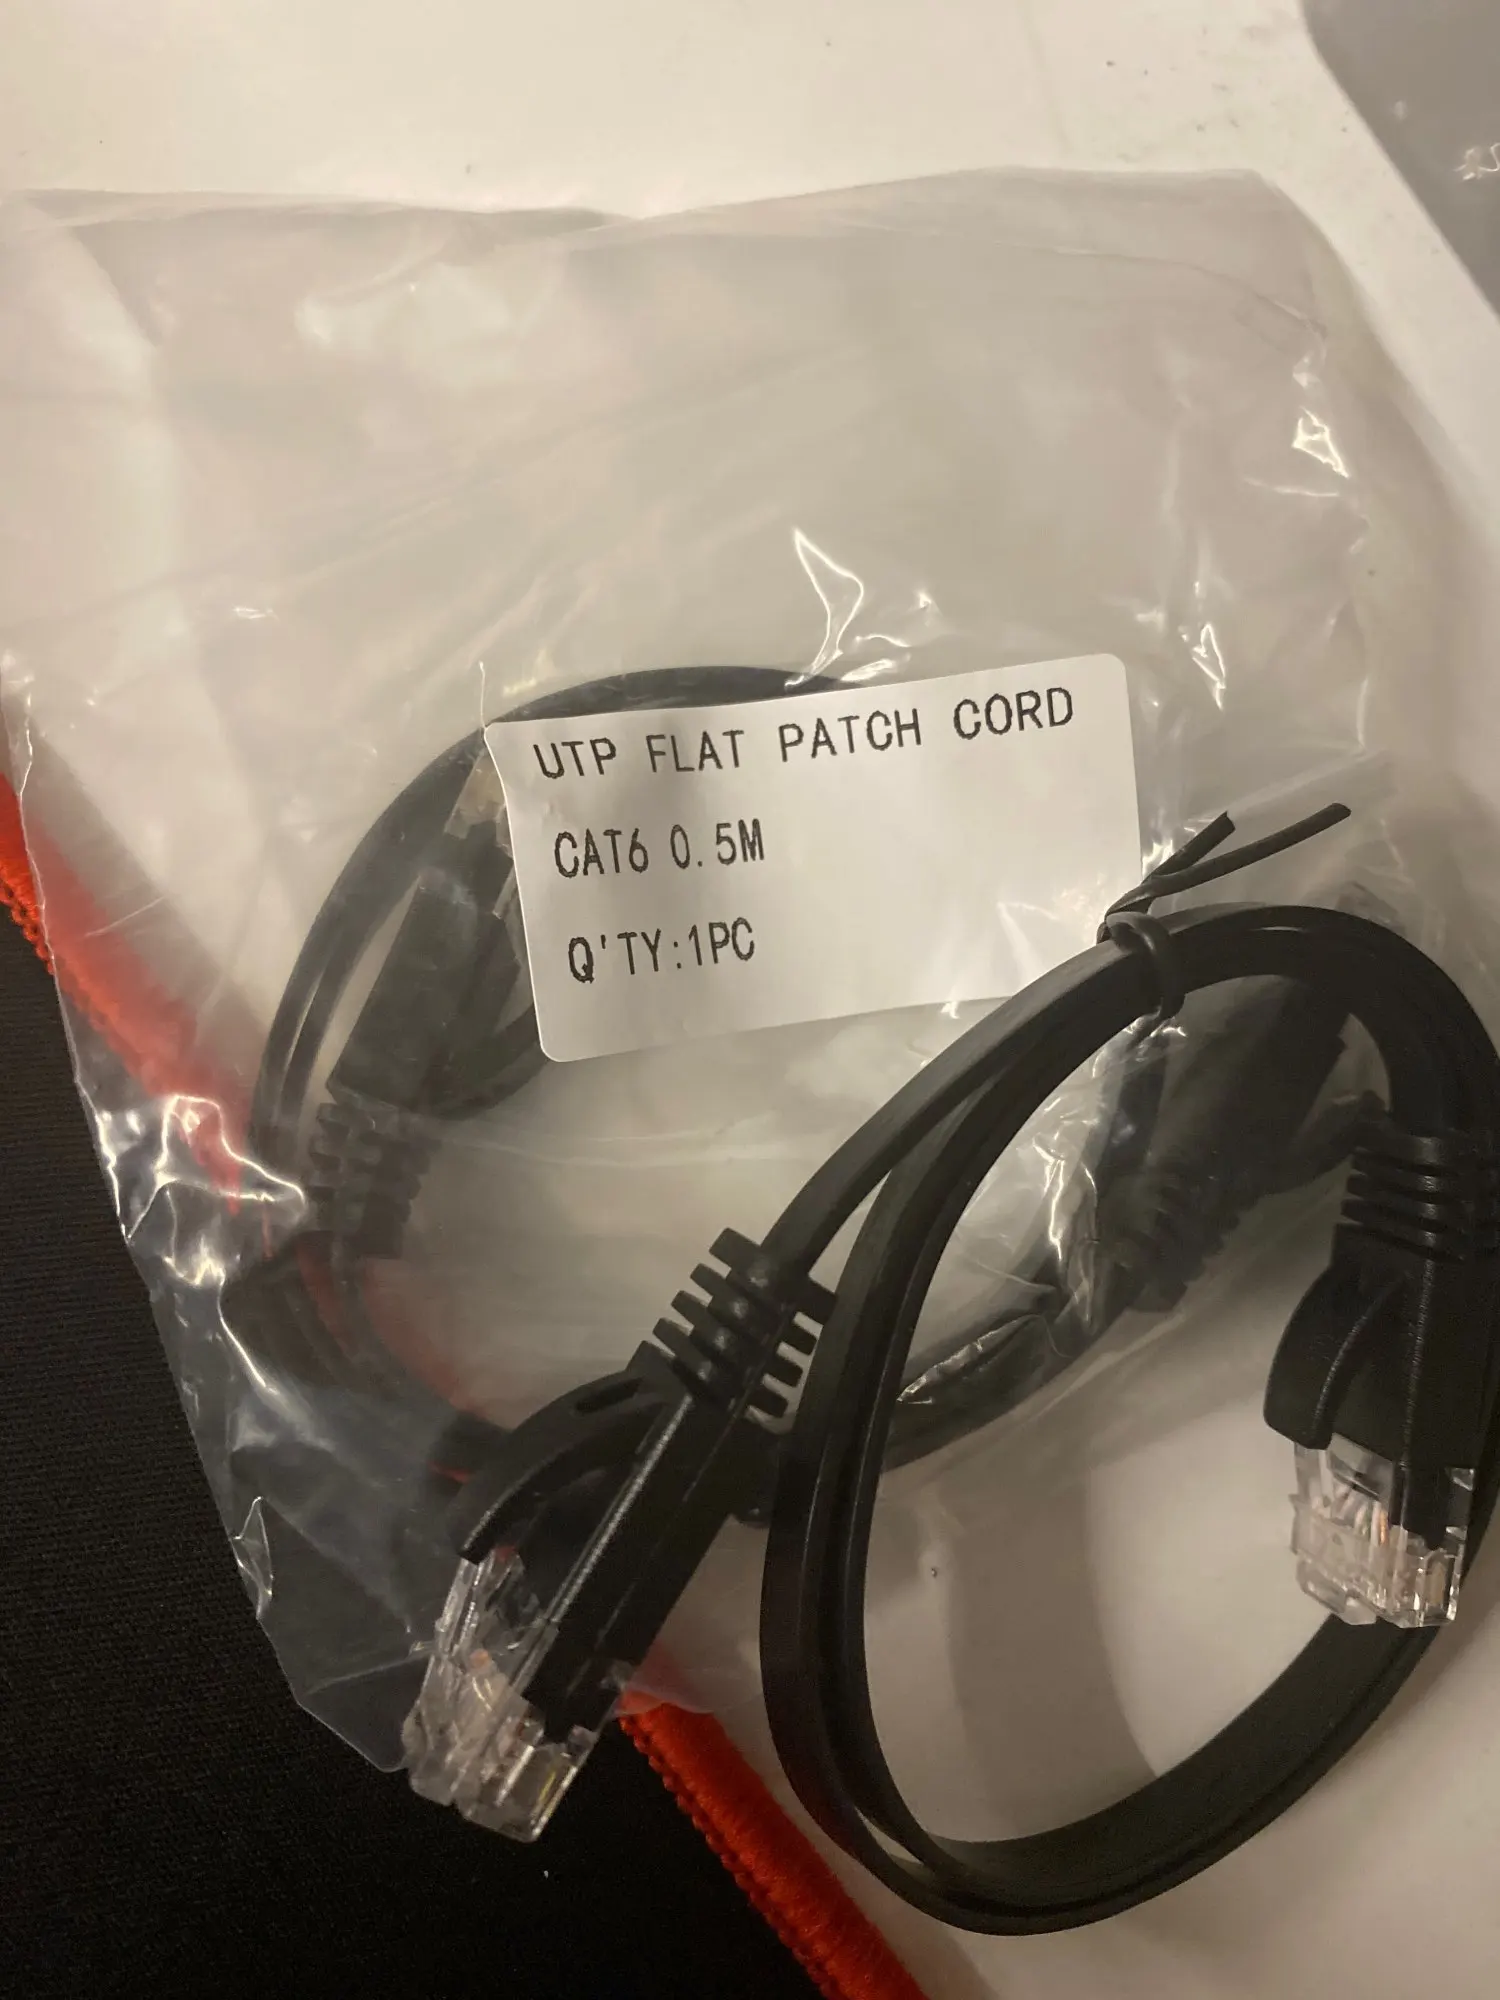 UTP FLAT PATCH CORD
CAT6 0.5M
Q'TY:1PC